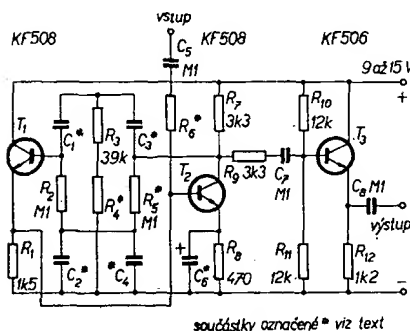 vstup
KF508
C5
M1
KF508
KF506
9 až 15 V
+
T1
C1*
R3
39k
C3*
R6*
R7
3k3
R10
12k
T3
R2
M1
R4*
R5*
M1
T2
R9
3k3
C7
M1
C8 M1
výstup
R1
1k5
C2*
C4*
+
C6*
R8
470
R11
12k
R12
1k2
−
součástky označené * viz text